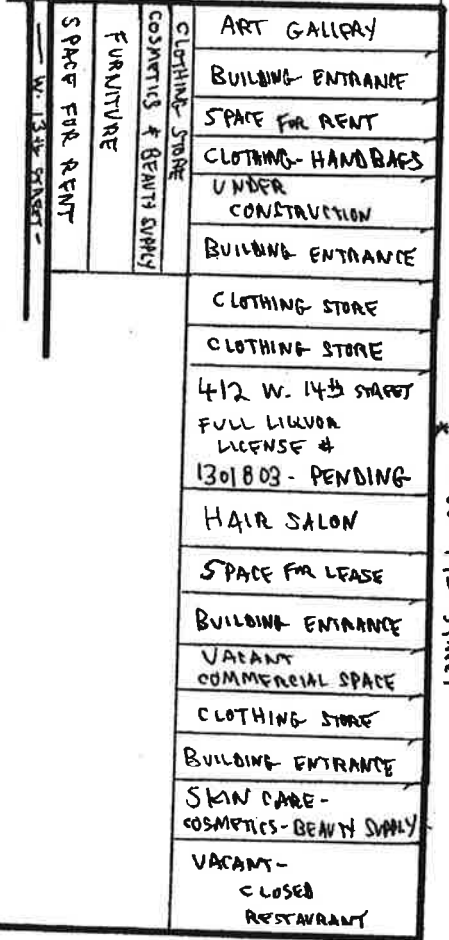 ART GALLERY
BUILDING ENTRANCE
SPACE FOR RENT
CLOTHING-HANDBAGS
UNDER
CONSTRUCTION
BUILDING ENTRANCE
CLOTHING STORE
CLOTHING STORE
412 W. 14th STREET
FULL LIQUOR
LICENSE #
1301803 - PENDING
HAIR SALON
SPACE FOR LEASE
BUILDING ENTRANCE
VACANT
COMMERCIAL SPACE
CLOTHING STORE
BUILDING ENTRANCE
SKIN CARE-
COSMETICS-BEAUTY SUPPLY
VACANT-
CLOSED
RESTAURANT
CLOTHING STORE
COSMETICS & BEAUTY SUPPLY
FURNITURE
SPACE FOR RENT
- W. 13th STREET -